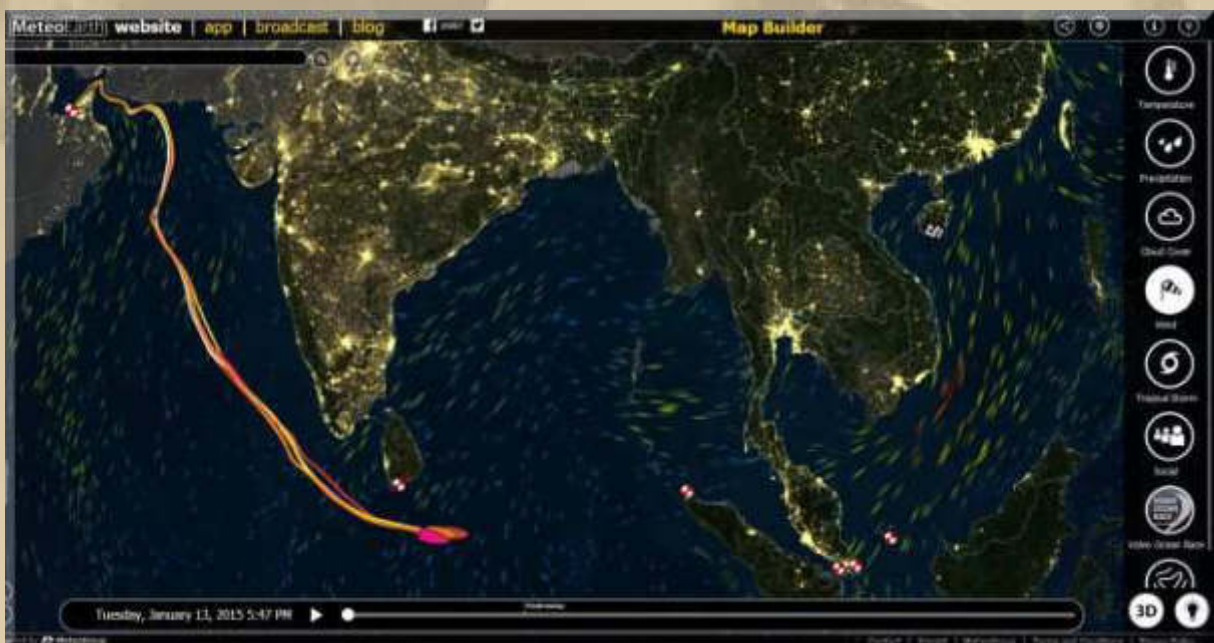 MeteoEarth website | app | broadcast | blog
Map Builder
Temperature
Precipitation
Cloud Cover
Wind
Tropical Storm
Social
Volvo Ocean Race
3D
Tuesday, January 13, 2015 5:47 PM